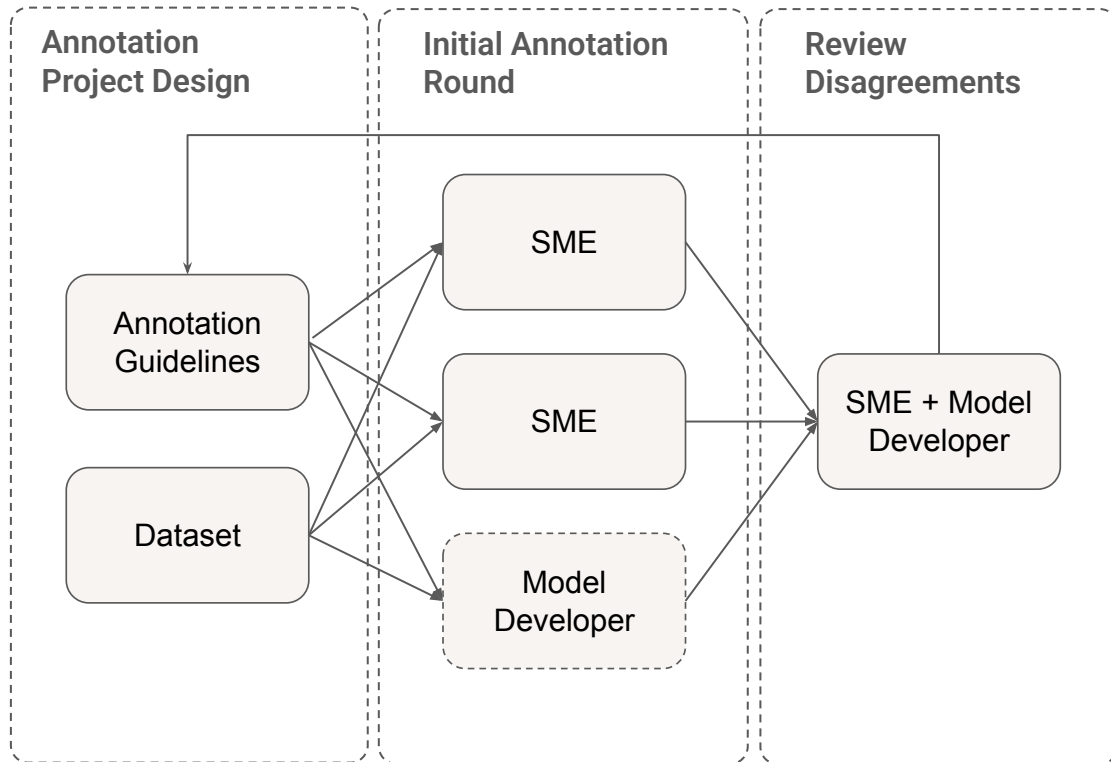 Annotation
Project Design
Initial Annotation
Round
Review
Disagreements
Annotation
Guidelines
Dataset
SME
SME
Model
Developer
SME + Model
Developer